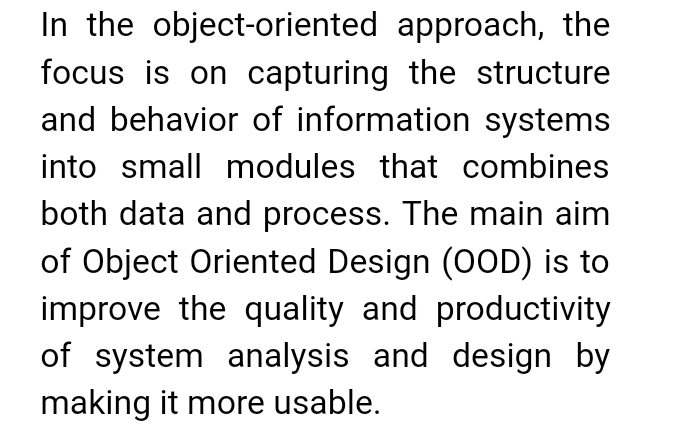 In the object-oriented approach, the
focus is on capturing the structure
and behavior of information systems
into small modules that combines
both data and process. The main aim
of Object Oriented Design (OOD) is to
improve the quality and productivity
of system analysis and design by
making it more usable.